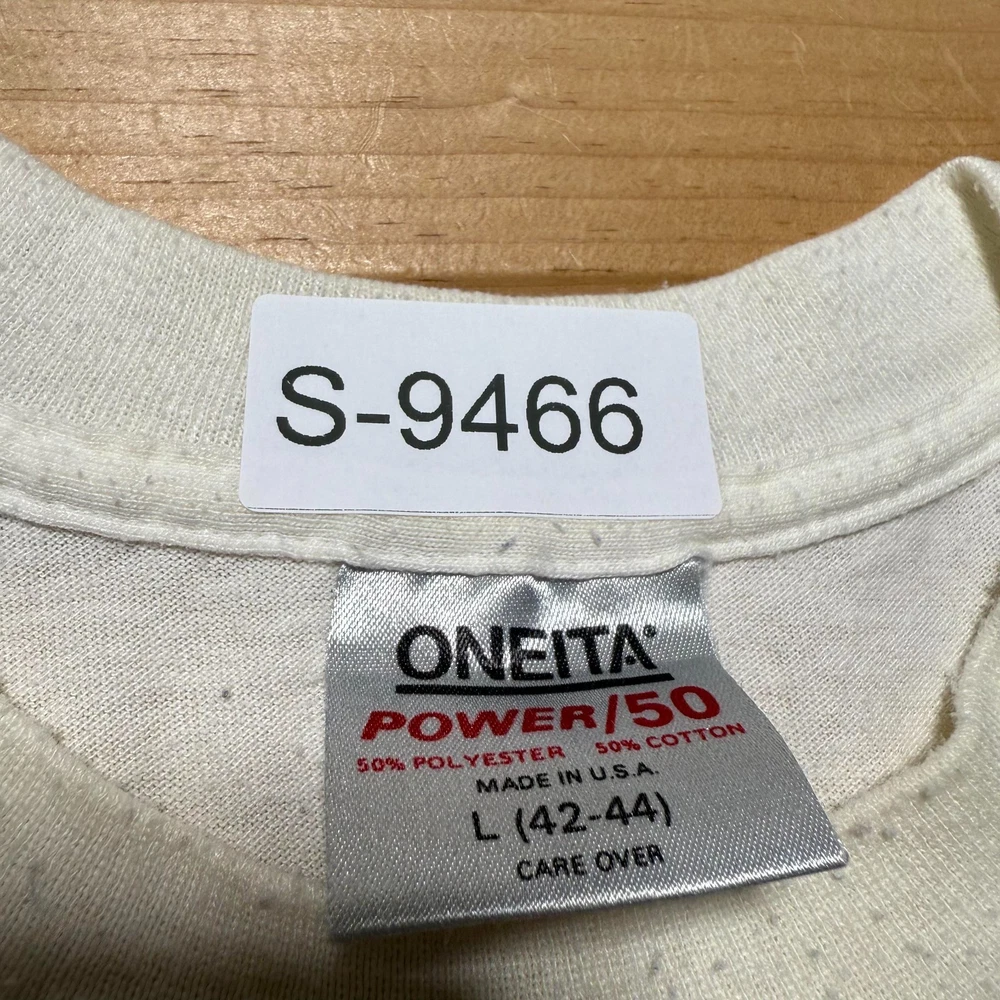 S-9466
ONEITA
POWER/50
50% POLYESTER 50% COTTON
MADE IN U.S.A.
L (42-44)
CARE OVER